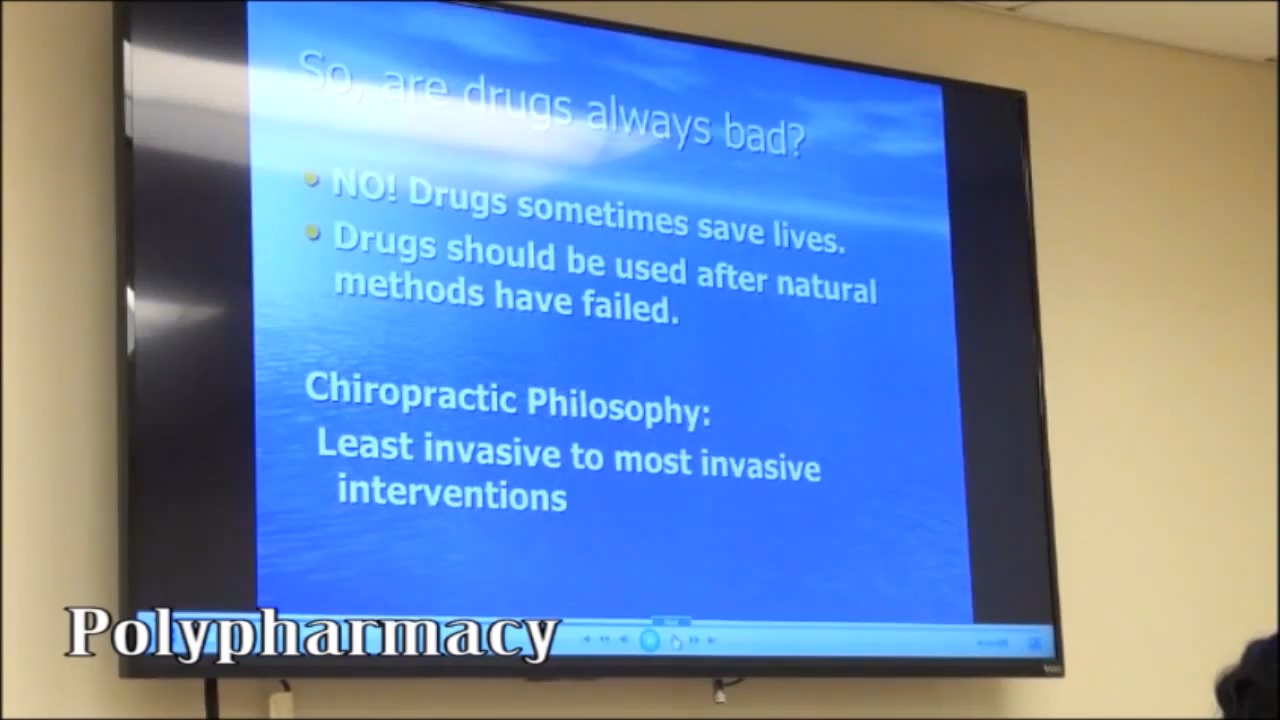 So, are drugs always bad?
• NO! Drugs sometimes save lives.
• Drugs should be used after natural
methods have failed.
Chiropractic Philosophy:
Least invasive to most invasive
interventions
Polypharmacy
VIZIO